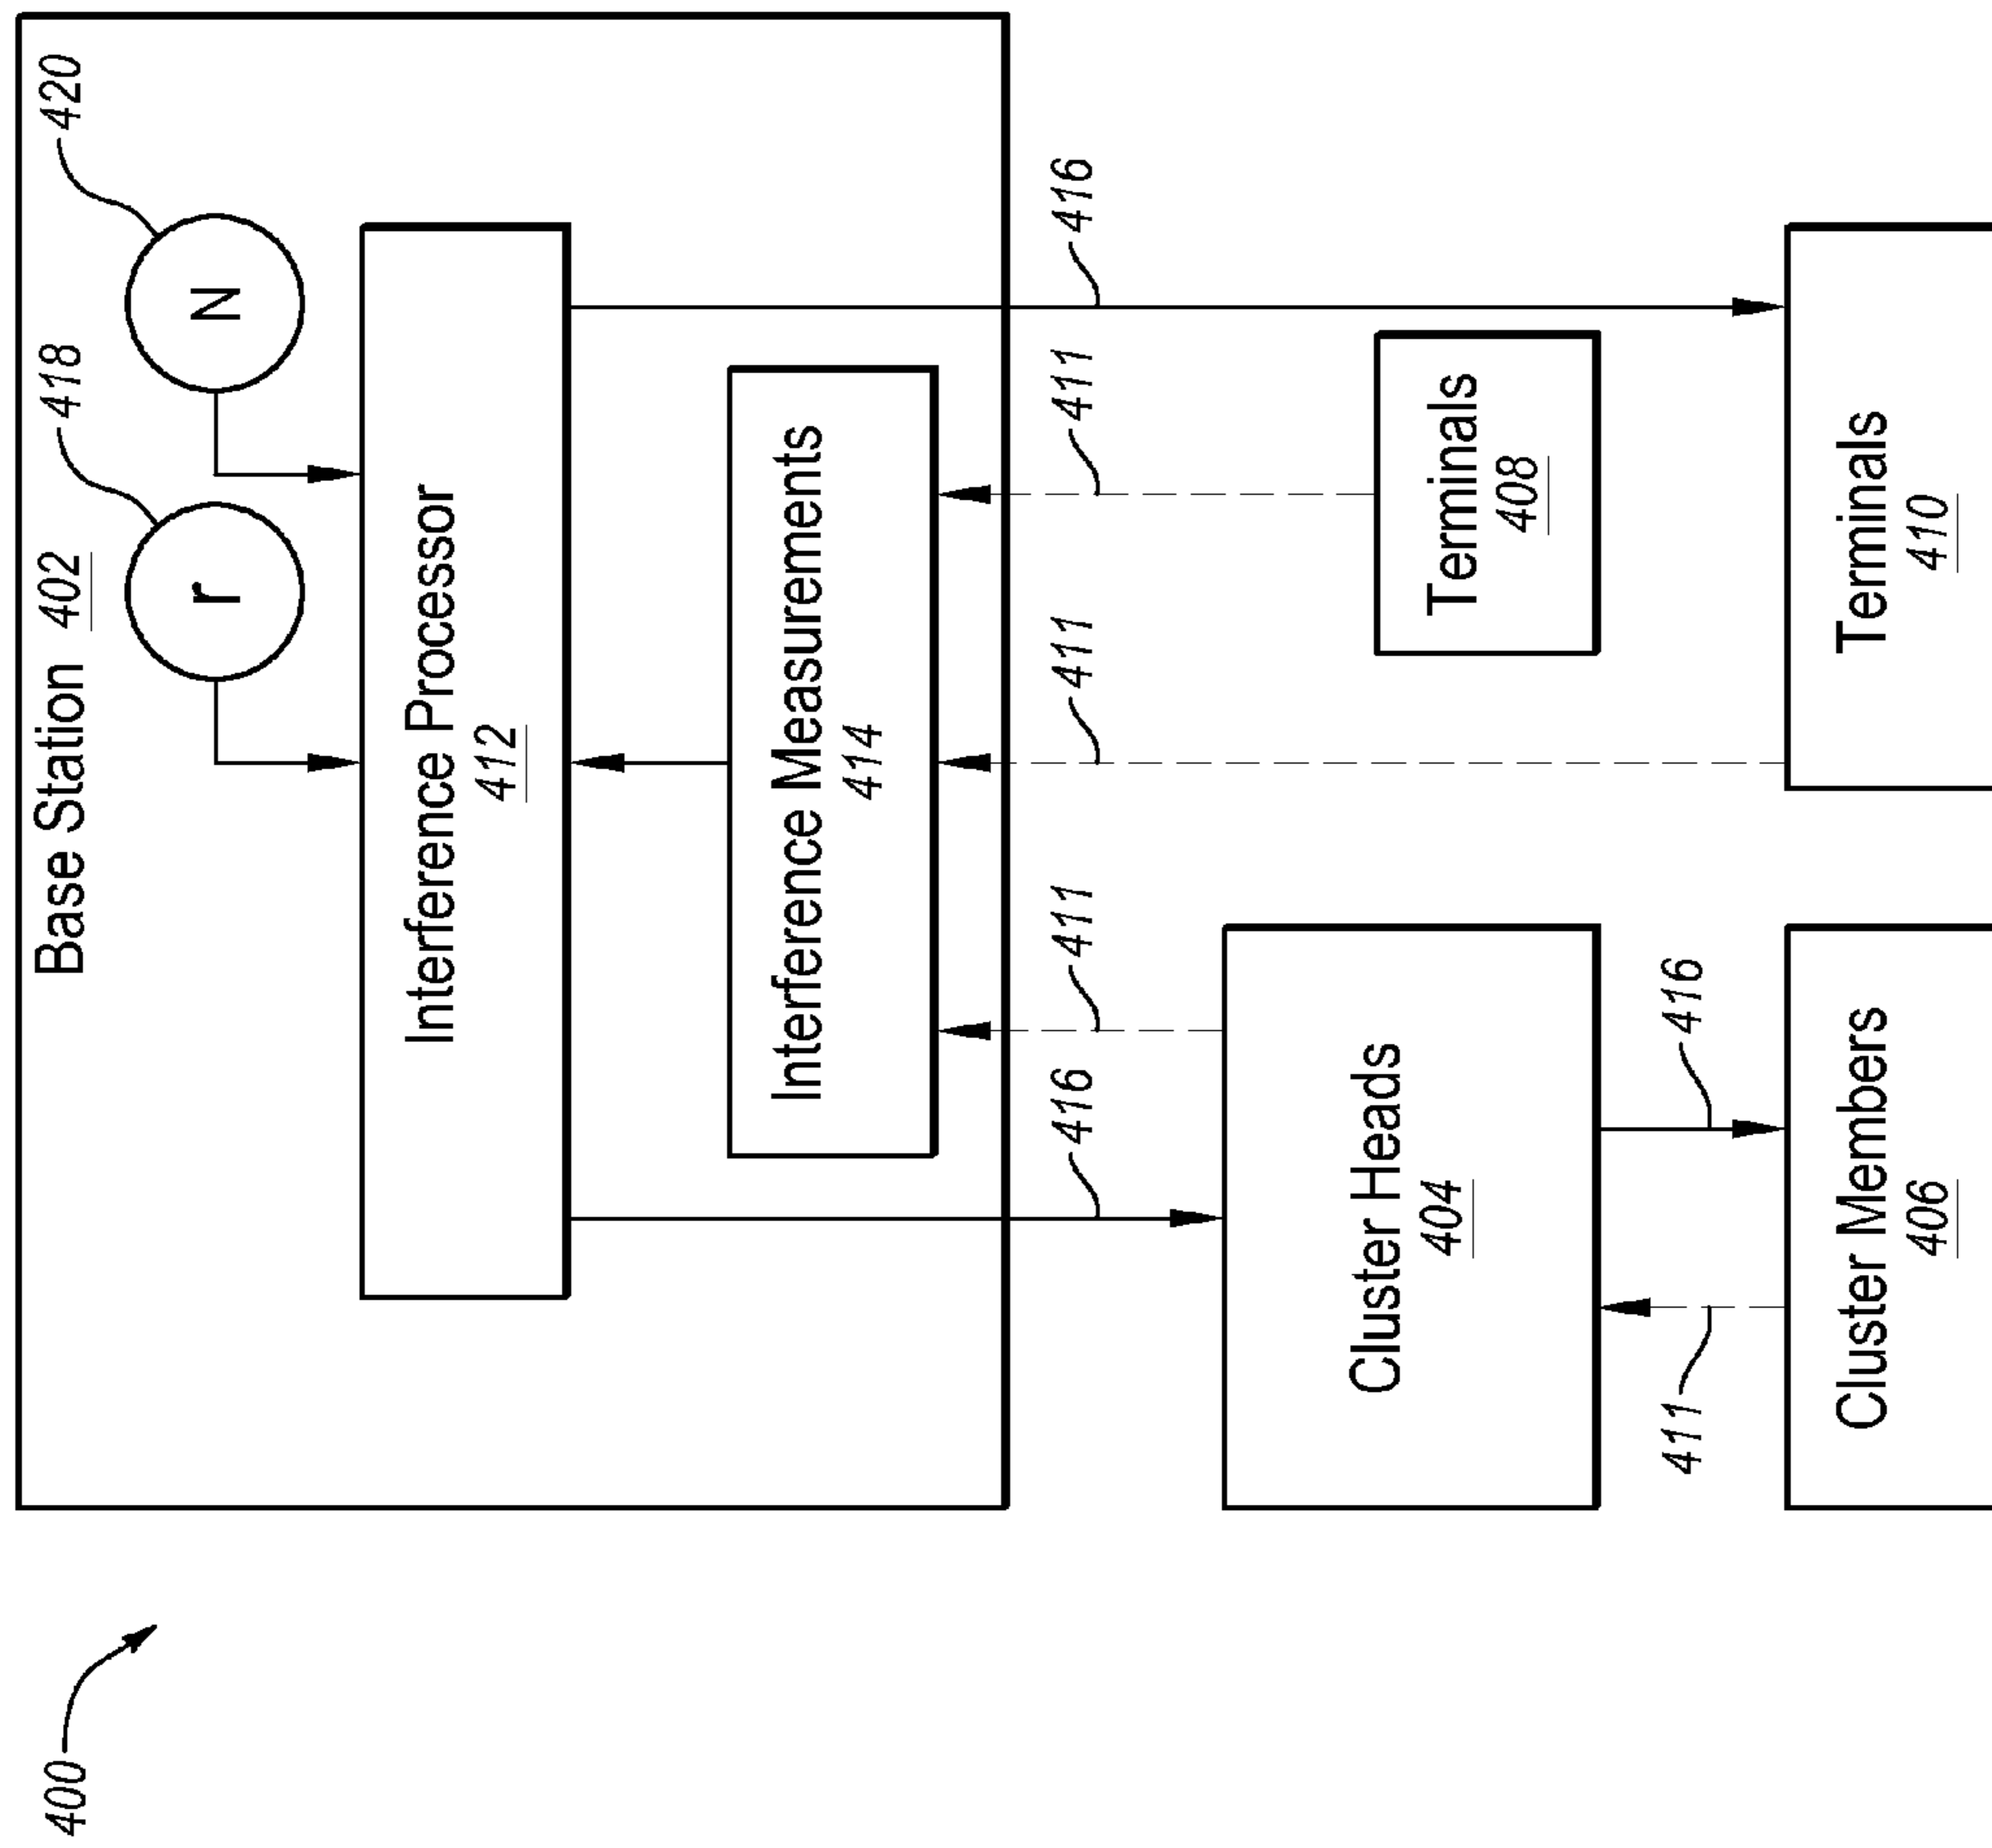 400
Base Station 402
418
420
r
N
Interference Processor
412
Interference Measurements
414
416
411
411
411
416
Cluster Heads
404
Terminals
408
411
416
Cluster Members
406
Terminals
410